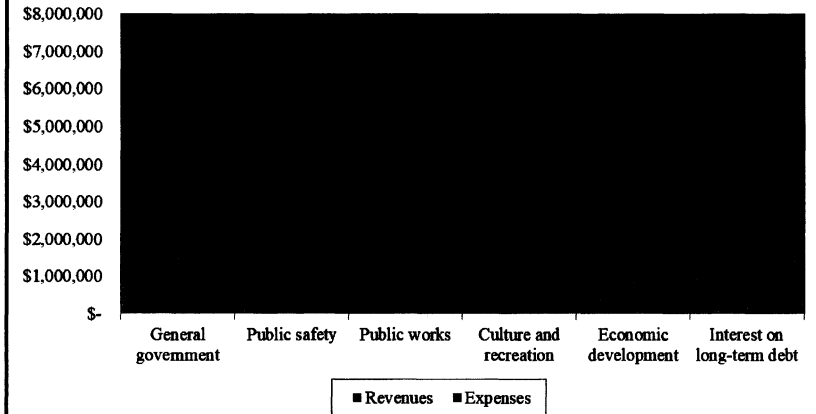 $8,000,000
$7,000,000
$6,000,000
$5,000,000
$4,000,000
$3,000,000
$2,000,000
$1,000,000
$-
General government
Public safety
Public works
Culture and recreation
Economic development
Interest on long-term debt
■ Revenues ■ Expenses